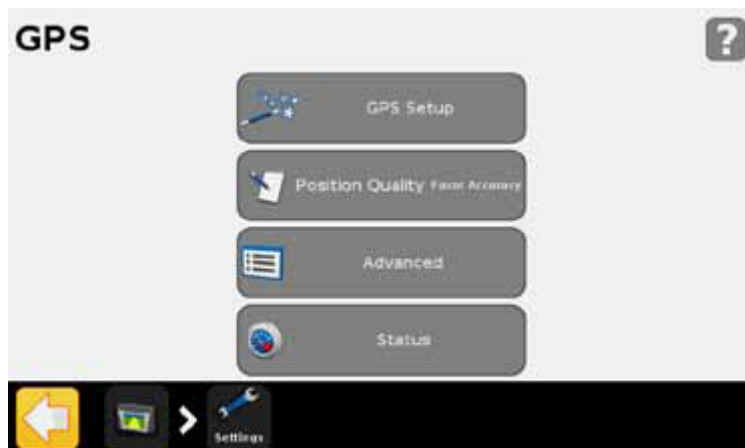 GPS
?
GPS Setup
Position Quality Favor Accuracy
Advanced
Status
Settings